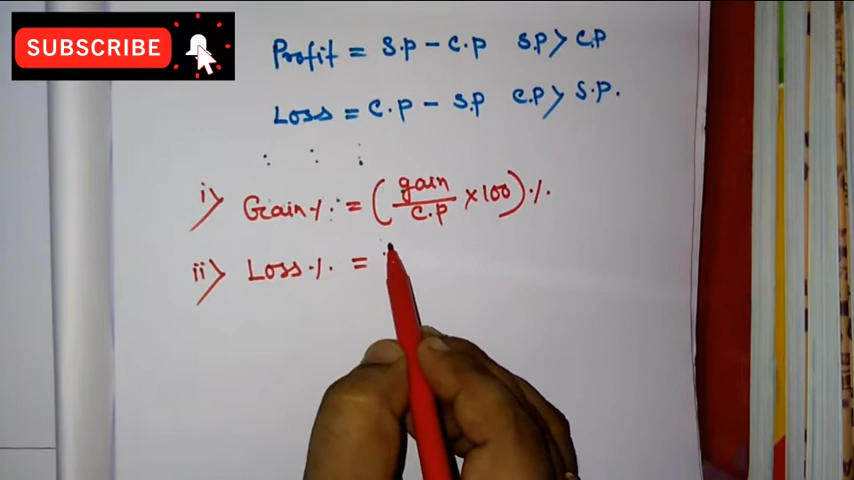 SUBSCRIBE
Profit = S.P - C.P S.P > C.P
Loss = C.P - S.P C.P > S.P.
i> Gain% = (gain/C.P × 100)%
ii> Loss% =